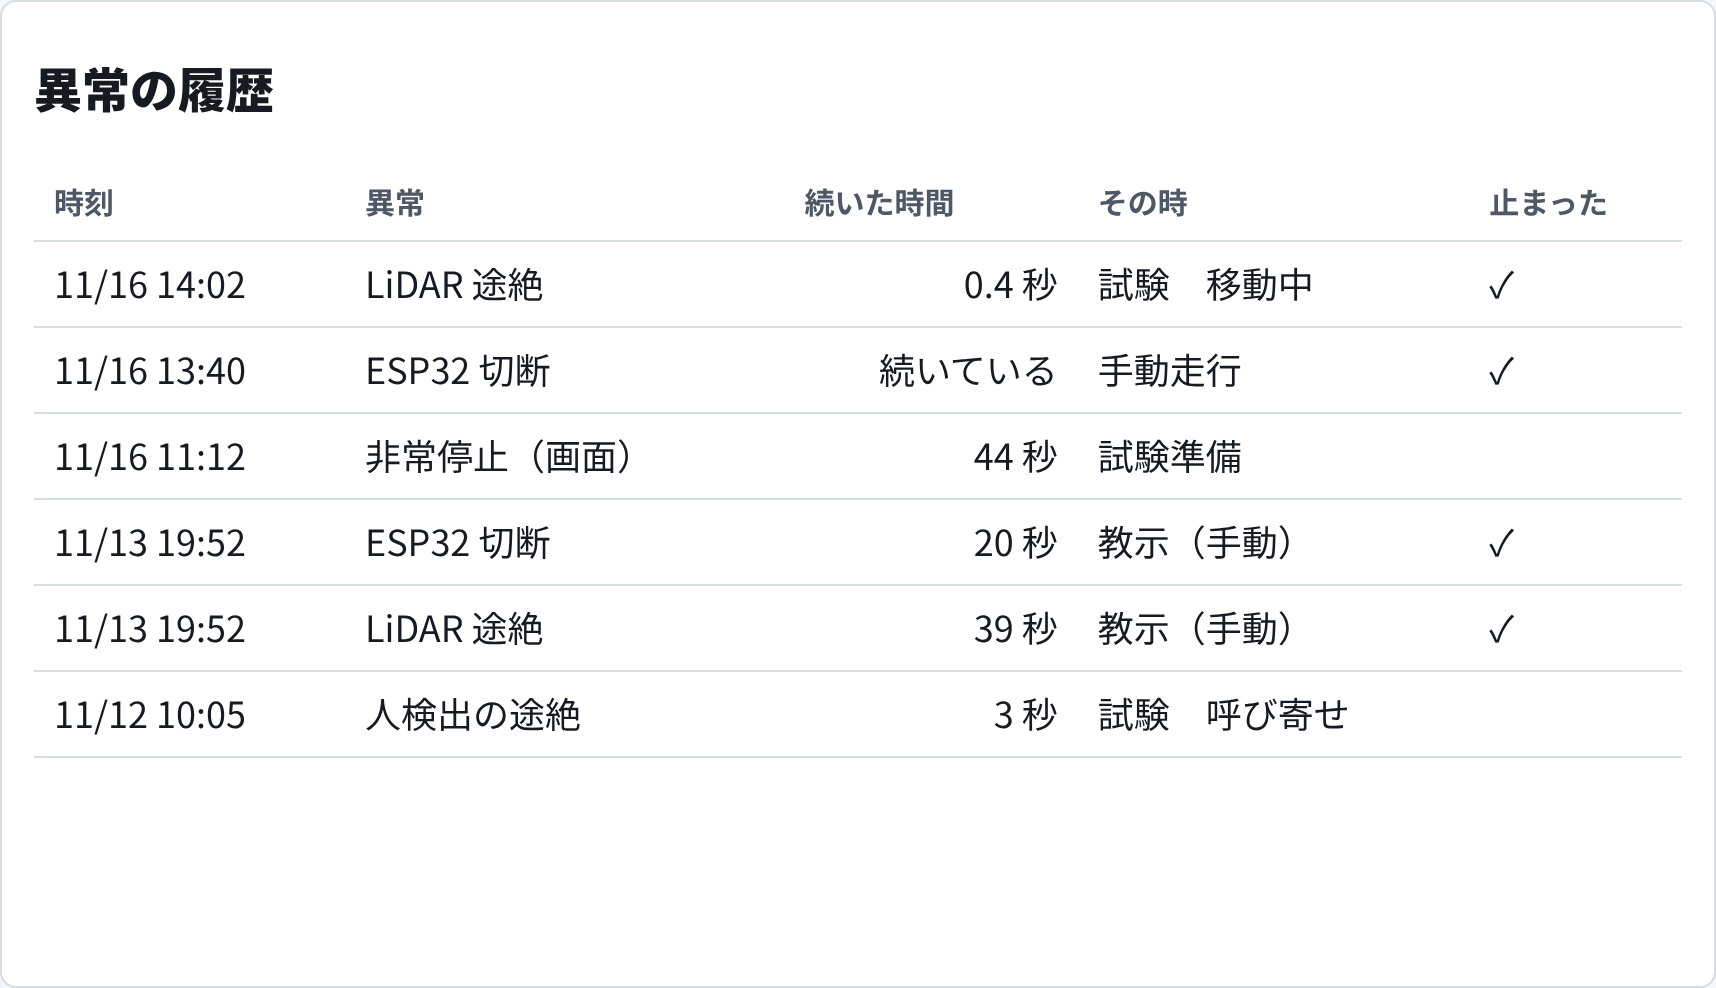 異常の履歴
時刻 異常 続いた時間 その時 止まった
11/16 14:02 LiDAR 途絶 0.4 秒 試験　移動中 ✓
11/16 13:40 ESP32 切断 続いている 手動走行 ✓
11/16 11:12 非常停止（画面） 44 秒 試験準備
11/13 19:52 ESP32 切断 20 秒 教示（手動） ✓
11/13 19:52 LiDAR 途絶 39 秒 教示（手動） ✓
11/12 10:05 人検出の途絶 3 秒 試験　呼び寄せ